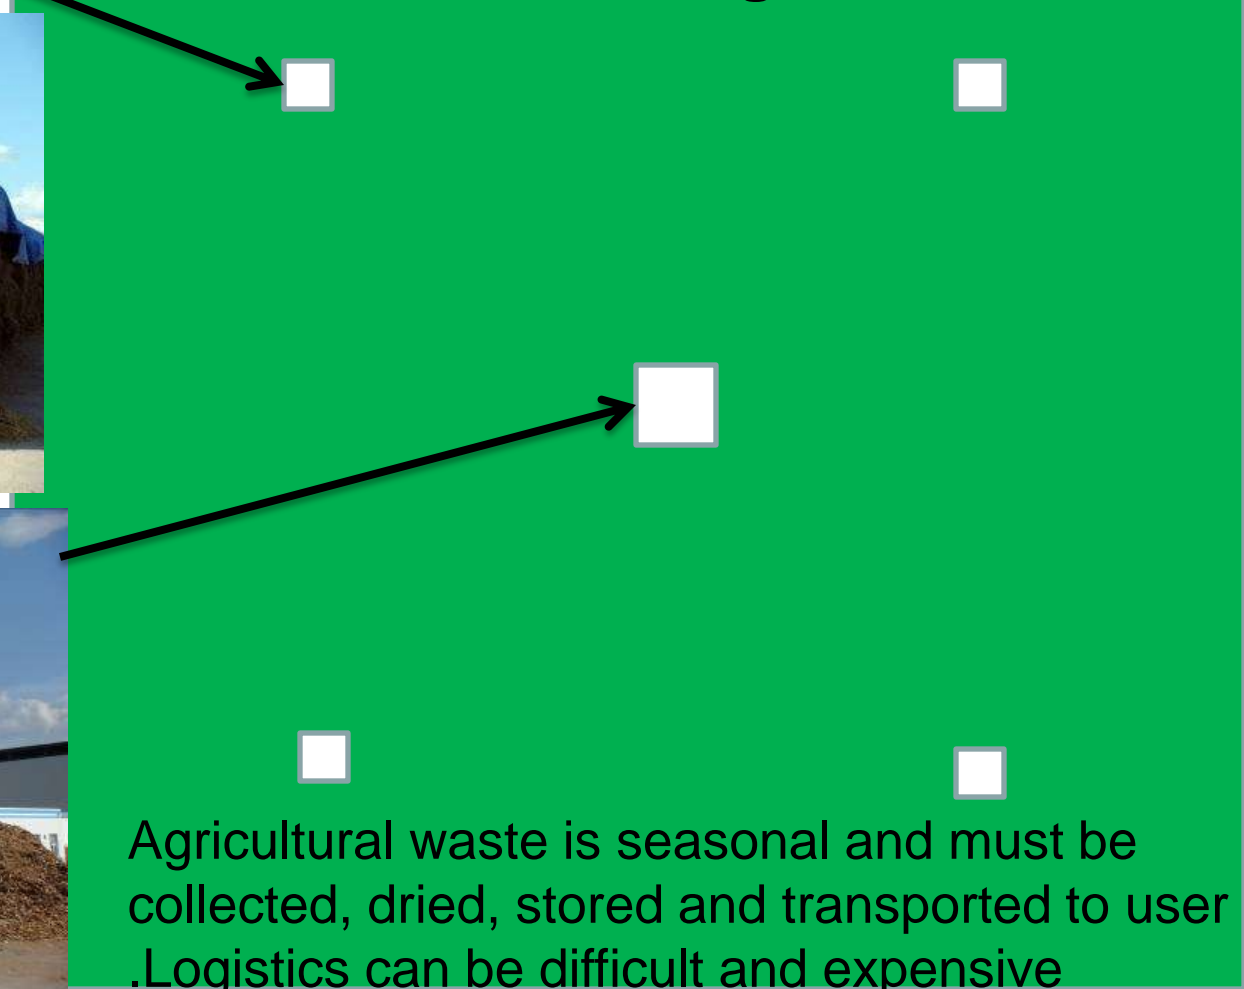 Agricultural waste is seasonal and must be
collected, dried, stored and transported to user
.Logistics can be difficult and expensive